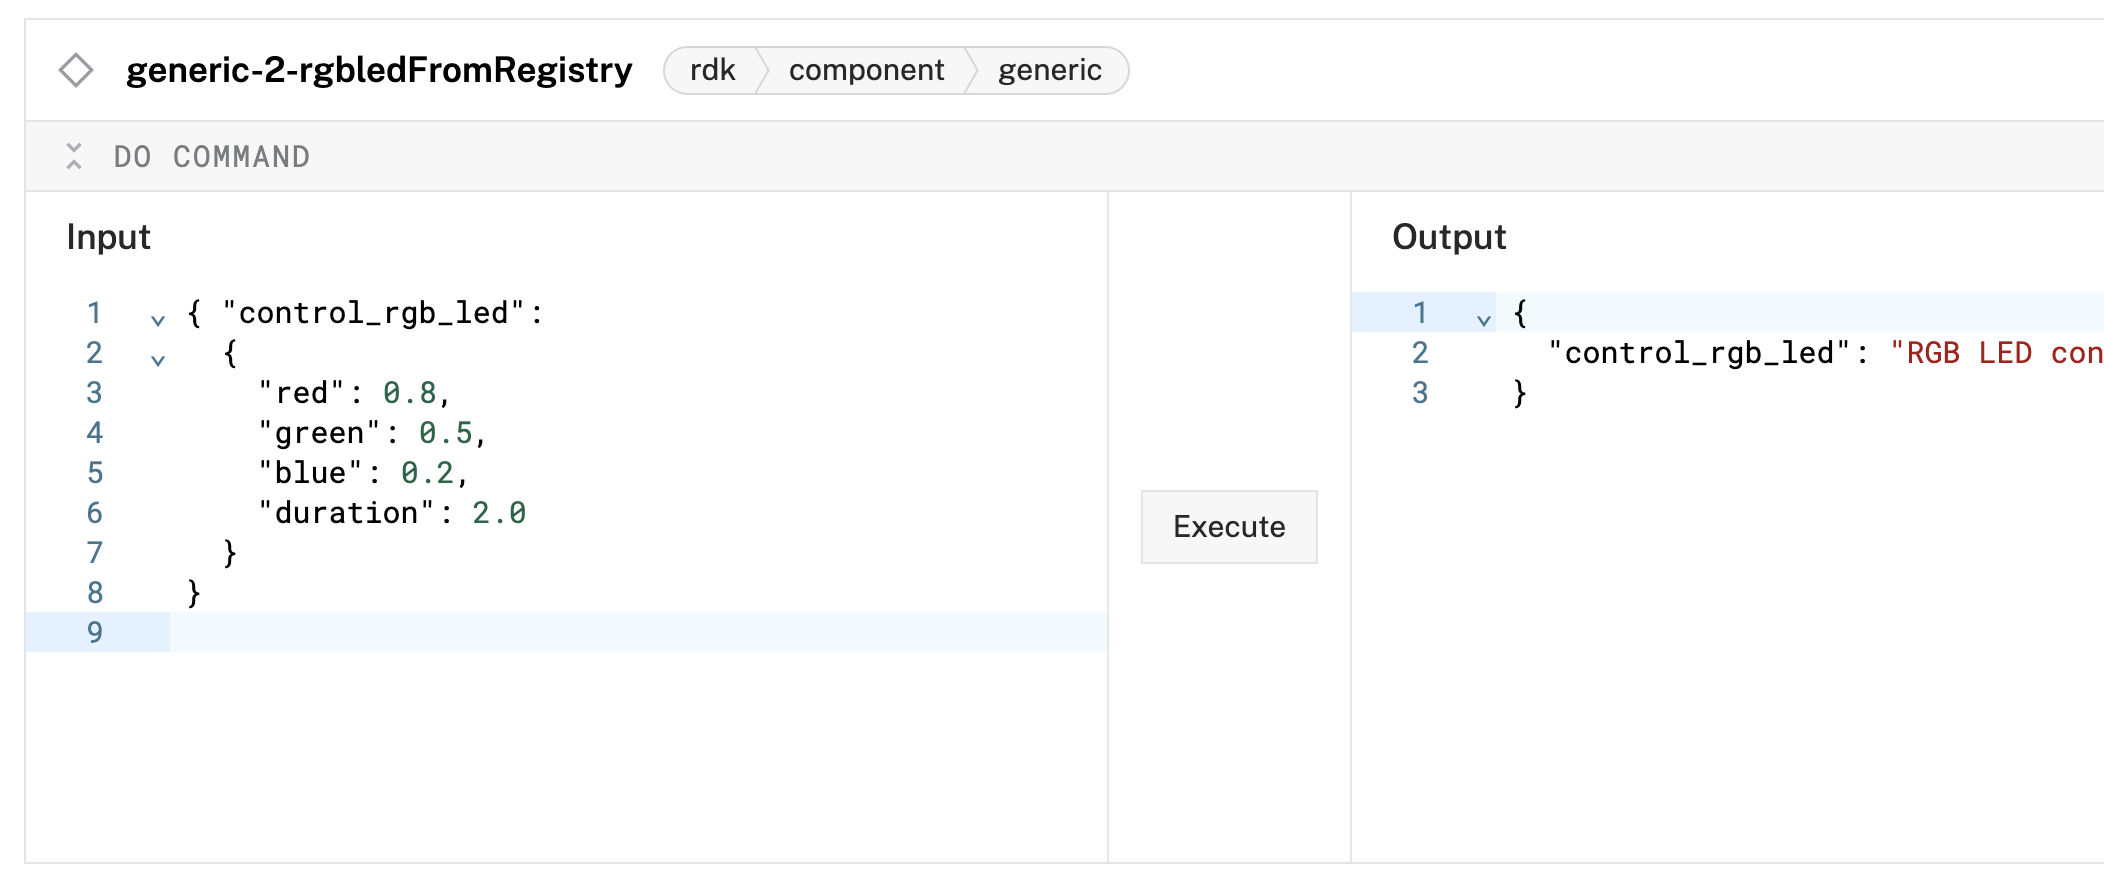 generic-2-rgbledFromRegistry rdk component generic
DO COMMAND
Input
1 { "control_rgb_led":
2 {
3 "red": 0.8,
4 "green": 0.5,
5 "blue": 0.2,
6 "duration": 2.0
7 }
8 }
9
Execute
Output
1 {
2 "control_rgb_led": "RGB LED con
3 }